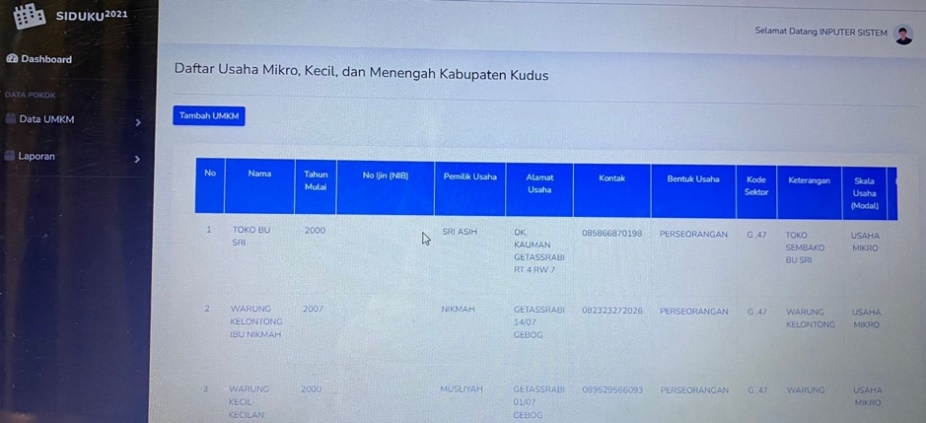 SIDUKU2021
Selamat Datang INPUTER SISTEM
Dashboard
Daftar Usaha Mikro, Kecil, dan Menengah Kabupaten Kudus
DATA POKOK
Data UMKM
Tambah UMKM
Laporan
No Nama Tahun Mulai No Ijin (NIB) Pemilik Usaha Alamat Usaha Kontak Bentuk Usaha Kode Sektor Keterangan Skala Usaha (Modal)
1 TOKO BU SRI 2000 SRI ASIH DK. KAUMAN GETASSRABI RT 4 RW 7 085866870198 PERSEORANGAN G .47 TOKO SEMBAKO BU SRI USAHA MIKRO
2 WARUNG KELONTONG IBU NIKMAH 2007 NIKMAH GETASSRABI 14/07 GEBOG 082323272026 PERSEORANGAN G .47 WARUNG KELONTONG USAHA MIKRO
3 WARUNG KECIL KECILAN 2000 MUSLIYAH GETASSRABI 01/07 GEBOG 089529566093 PERSEORANGAN G .47 WARUNG USAHA MIKRO